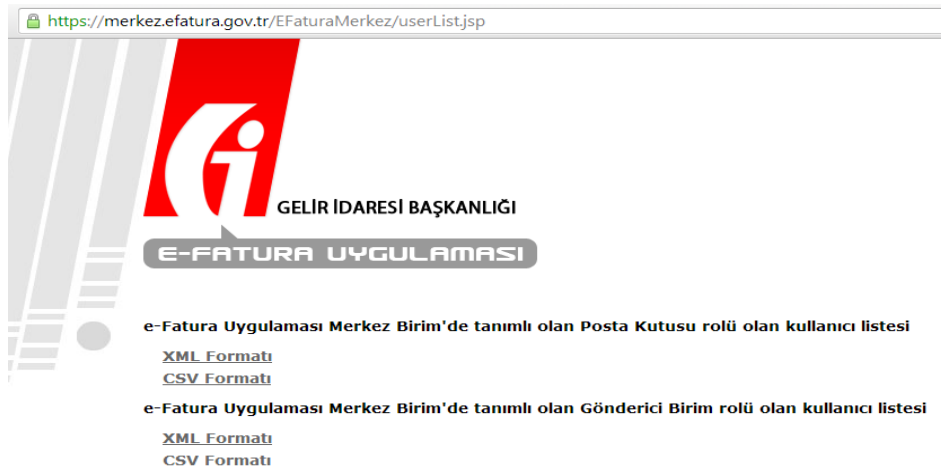 https://merkez.efatura.gov.tr/EFaturaMerkez/userList.jsp
GELİR İDARESİ BAŞKANLIĞI
E-FATURA UYGULAMASI
e-Fatura Uygulaması Merkez Birim'de tanımlı olan Posta Kutusu rolü olan kullanıcı listesi
XML Formatı
CSV Formatı
e-Fatura Uygulaması Merkez Birim'de tanımlı olan Gönderici Birim rolü olan kullanıcı listesi
XML Formatı
CSV Formatı